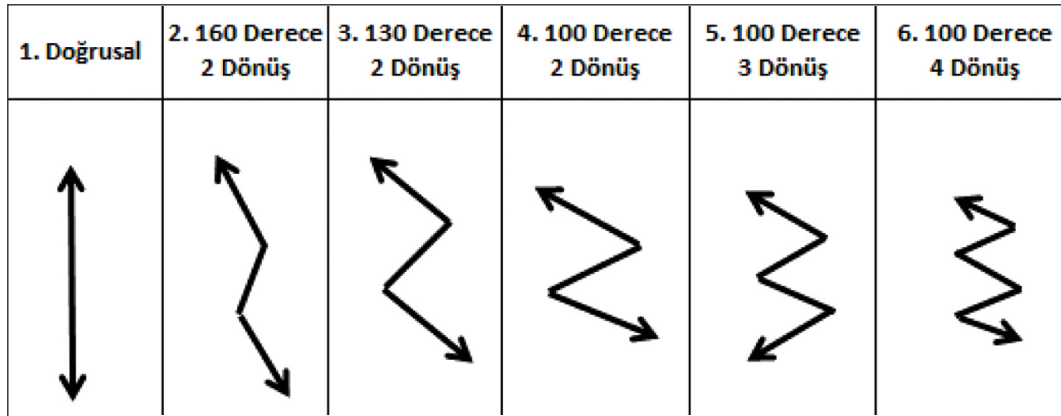 1. Doğrusal
2. 160 Derece
2 Dönüş
3. 130 Derece
2 Dönüş
4. 100 Derece
2 Dönüş
5. 100 Derece
3 Dönüş
6. 100 Derece
4 Dönüş